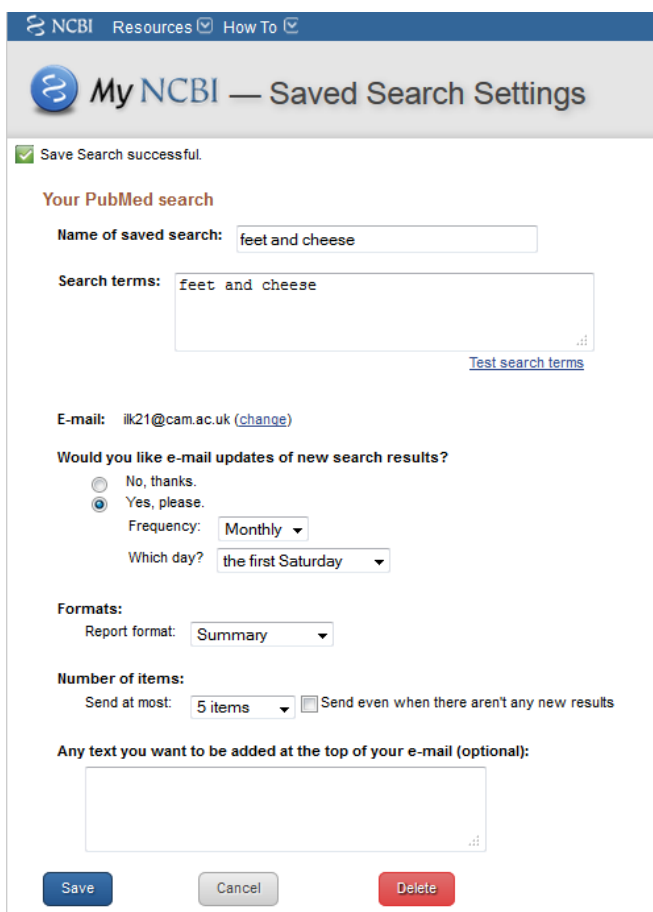 NCBI Resources How To
My NCBI — Saved Search Settings
Save Search successful.
Your PubMed search
Name of saved search: feet and cheese
Search terms: feet and cheese
Test search terms
E-mail: ilk21@cam.ac.uk (change)
Would you like e-mail updates of new search results?
No, thanks.
Yes, please.
Frequency: Monthly
Which day? the first Saturday
Formats:
Report format: Summary
Number of items:
Send at most: 5 items Send even when there aren't any new results
Any text you want to be added at the top of your e-mail (optional):
Save Cancel Delete